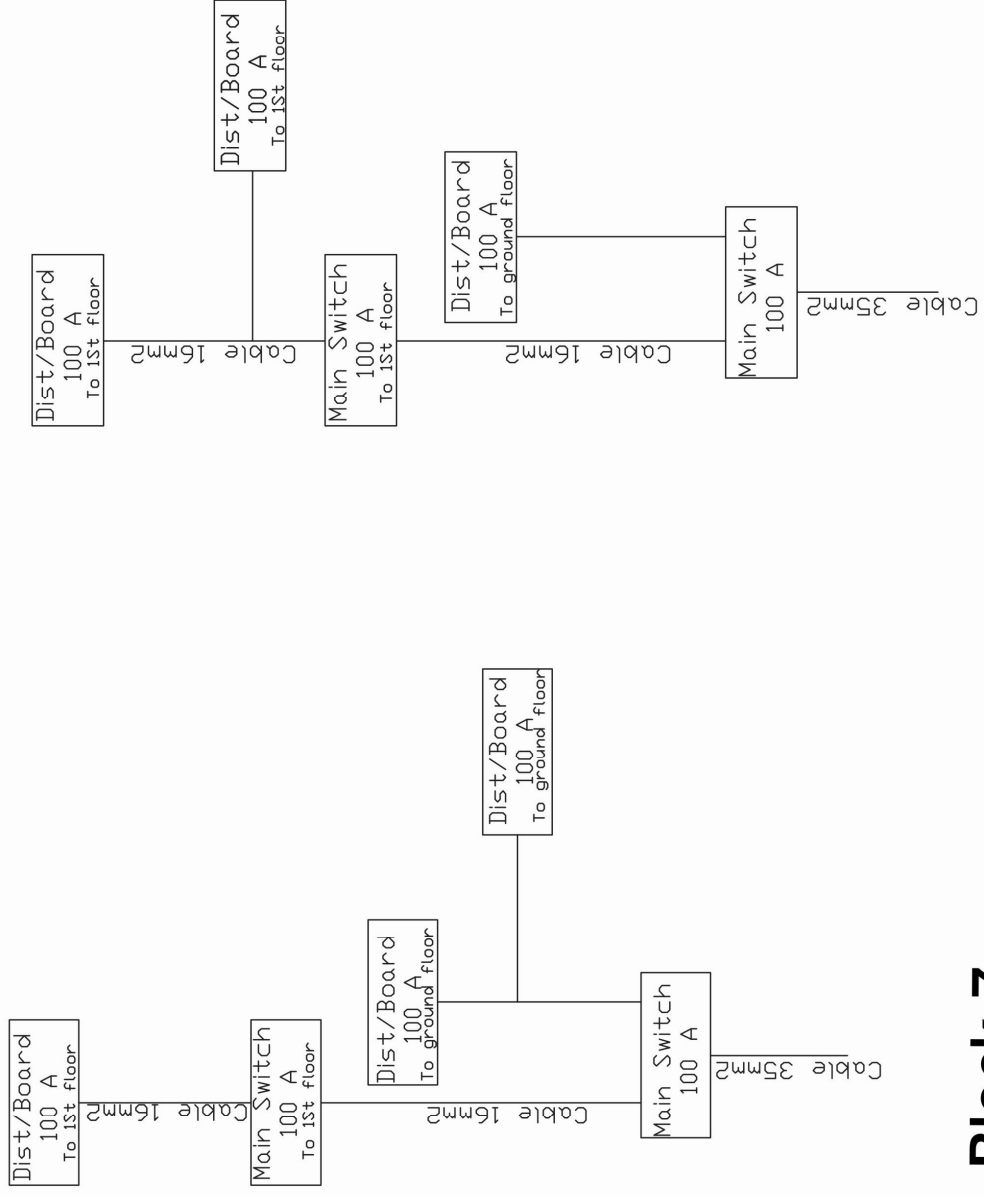 Dist/Board
100 A
To 1St floor
Cable 16mm2
Main Switch
100 A
To 1St floor
Cable 16mm2
Dist/Board
100 A
To ground floor
Dist/Board
100 A
To ground floor
Main Switch
100 A
Cable 35mm2
Dist/Board
100 A
To 1St floor
Dist/Board
100 A
To 1St floor
Cable 16mm2
Main Switch
100 A
To 1St floor
Cable 16mm2
Dist/Board
100 A
To ground floor
Main Switch
100 A
Cable 35mm2
Block